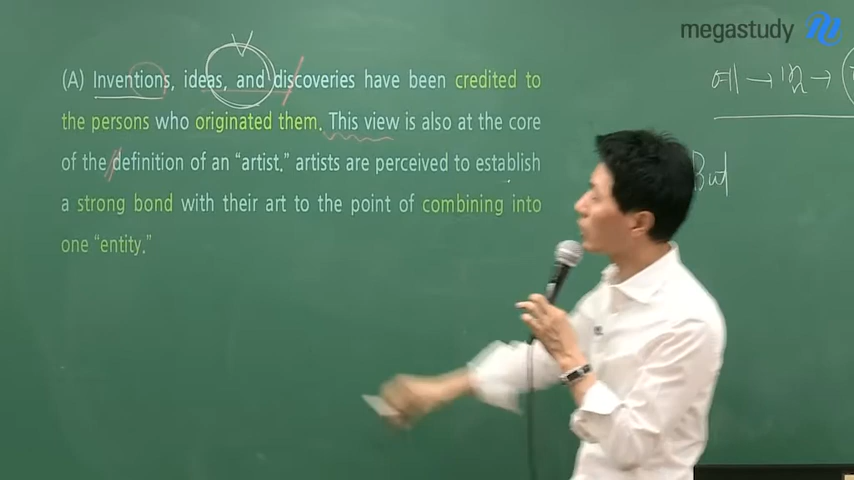 megastudy
(A) Inventions, ideas, and discoveries have been credited to
the persons who originated them. This view is also at the core
of the definition of an “artist.” artists are perceived to establish
a strong bond with their art to the point of combining into
one “entity.”
예 →
But